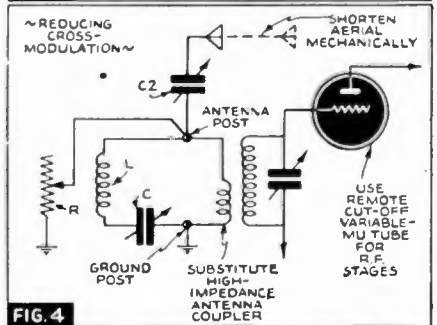 ~REDUCING
CROSS-
MODULATION~
SHORTEN
AERIAL
MECHANICALLY
C2
ANTENNA
POST
L
C
R
GROUND
POST
SUBSTITUTE
HIGH-
IMPEDANCE
ANTENNA
COUPLER
USE
REMOTE
CUT-OFF
VARIABLE-
MU TUBE
FOR
R.F.
STAGES
FIG. 4